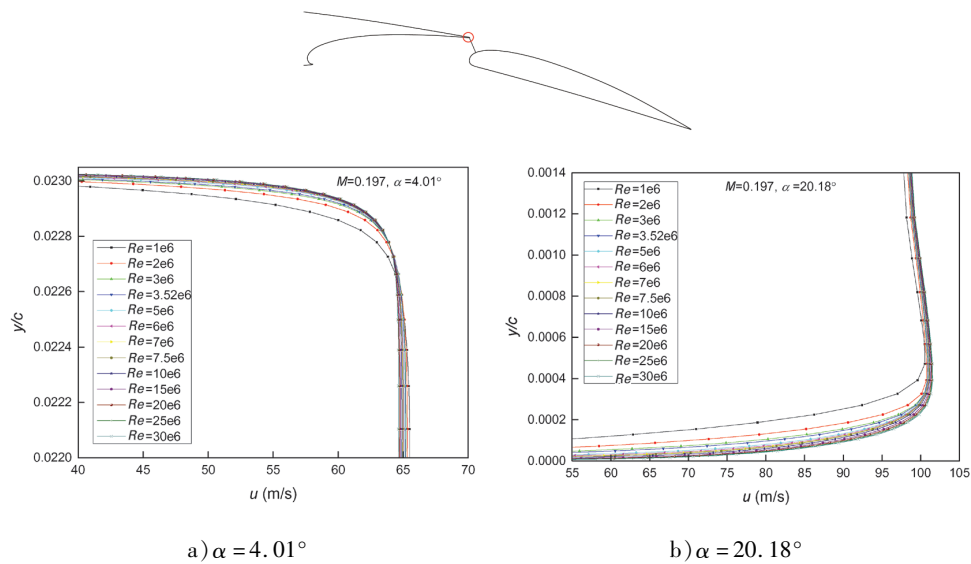 M=0.197, α=4.01°
0.0230
0.0228
0.0226
0.0224
0.0222
0.0220
y/c
Re=1e6
Re=2e6
Re=3e6
Re=3.52e6
Re=5e6
Re=6e6
Re=7e6
Re=7.5e6
Re=10e6
Re=15e6
Re=20e6
Re=25e6
Re=30e6
40 45 50 55 60 65 70
u (m/s)
a) α = 4.01°
M=0.197, α=20.18°
0.0014
0.0012
0.0010
0.0008
0.0006
0.0004
0.0002
0.0000
y/c
Re=1e6
Re=2e6
Re=3e6
Re=3.52e6
Re=5e6
Re=6e6
Re=7e6
Re=7.5e6
Re=10e6
Re=15e6
Re=20e6
Re=25e6
Re=30e6
55 60 65 70 75 80 85 90 95 100 105
u (m/s)
b) α = 20.18°